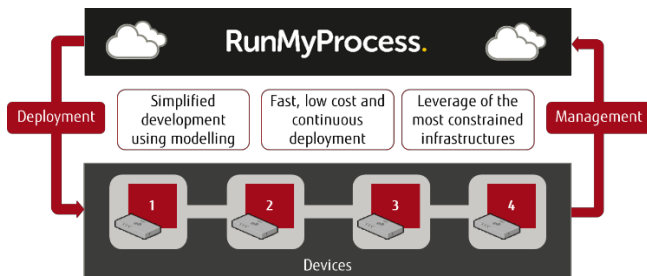 RunMyProcess.
Deployment
Simplified
development
using modelling
Fast, low cost and
continuous
deployment
Leverage of the
most constrained
infrastructures
Management
1
2
3
4
Devices